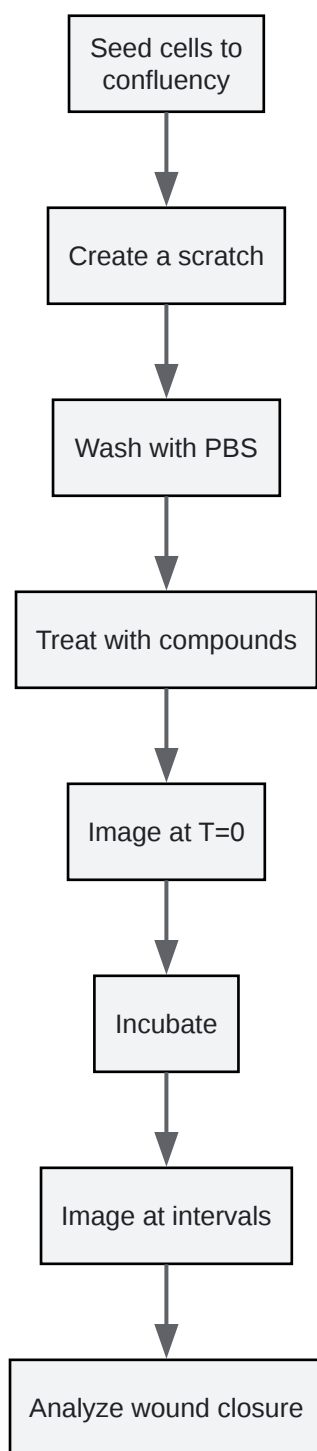 Seed cells to
confluency
Create a scratch
Wash with PBS
Treat with compounds
Image at T=0
Incubate
Image at intervals
Analyze wound closure